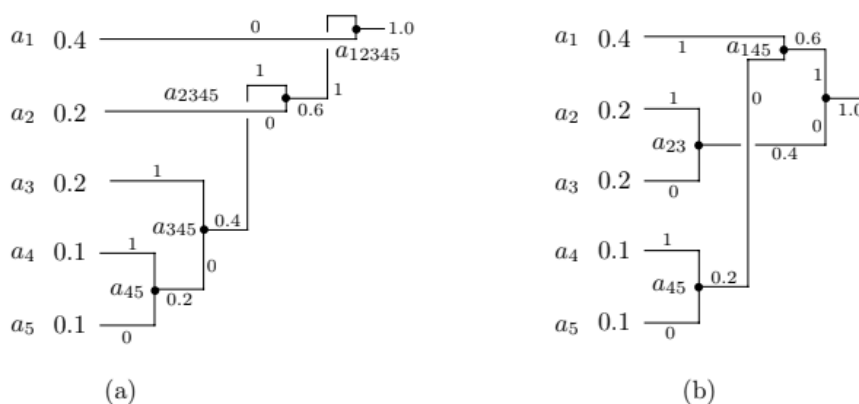 a₁ 0.4 0 1.0 a₁₂₃₄₅
1
a₂ 0.2 a₂₃₄₅ 0 0.6 1
a₃ 0.2 1
a₃₄₅ 0.4
a₄ 0.1 1 0
a₄₅ 0.2
a₅ 0.1 0
(a)
a₁ 0.4 1 a₁₄₅ 0.6
1
a₂ 0.2 1 0 1.0
a₂₃ 0.4 0
a₃ 0.2 0
a₄ 0.1 1
a₄₅ 0.2
a₅ 0.1 0
(b)